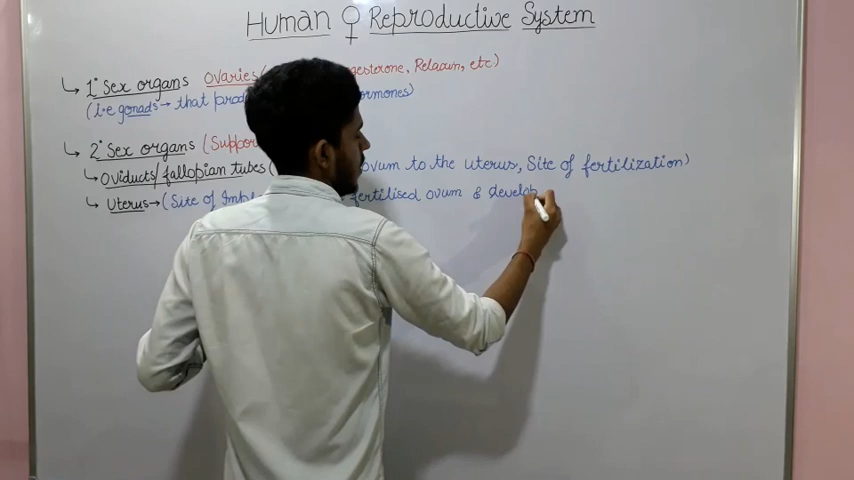 Human ♀ Reproductive System
↳ 1° Sex organs Ovaries ( gesterone, Relaxin, etc)
(i.e gonads → that prod hormones)
↳ 2° Sex organs (Suppor
↳ Oviducts/fallopian tubes ( ovum to the uterus, Site of fertilization)
↳ Uterus → (Site of Impl fertilised ovum & develop